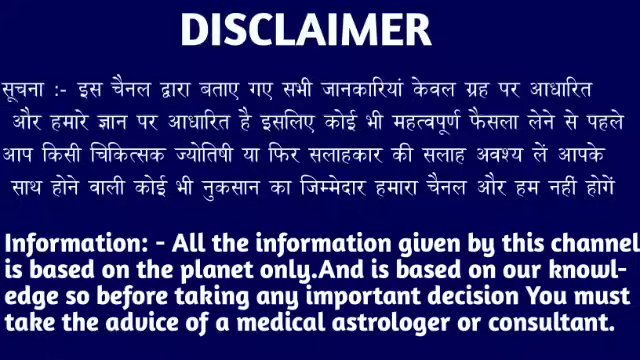 DISCLAIMER
सूचना :- इस चैनल द्वारा बताए गए सभी जानकारियां केवल ग्रह पर आधारित
और हमारे ज्ञान पर आधारित है इसलिए कोई भी महत्वपूर्ण फैसला लेने से पहले
आप किसी चिकित्सक ज्योतिषी या फिर सलाहकार की सलाह अवश्य लें आपके
साथ होने वाली कोई भी नुकसान का जिम्मेदार हमारा चैनल और हम नहीं होगें
Information: - All the information given by this channel
is based on the planet only.And is based on our knowl-
edge so before taking any important decision You must
take the advice of a medical astrologer or consultant.